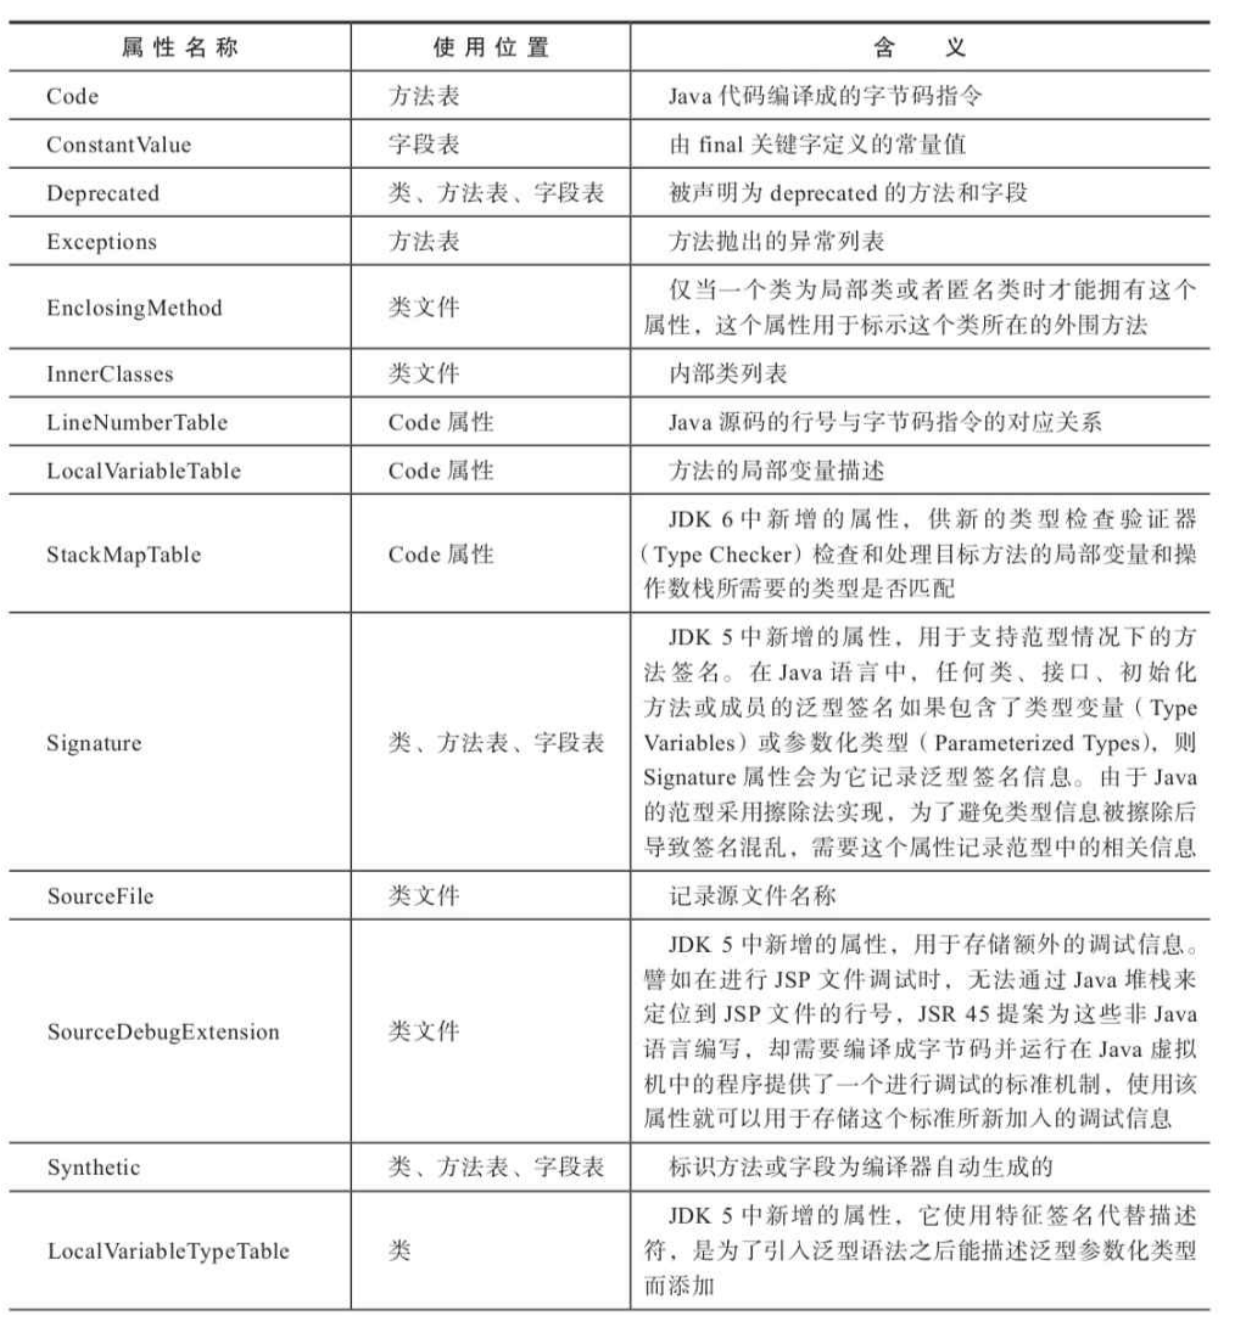 属性名称 使用位置 含 义
Code 方法表 Java 代码编译成的字节码指令
ConstantValue 字段表 由 final 关键字定义的常量值
Deprecated 类、方法表、字段表 被声明为 deprecated 的方法和字段
Exceptions 方法表 方法抛出的异常列表
EnclosingMethod 类文件 仅当一个类为局部类或者匿名类时才能拥有这个
属性，这个属性用于标示这个类所在的外围方法
InnerClasses 类文件 内部类列表
LineNumberTable Code 属性 Java 源码的行号与字节码指令的对应关系
LocalVariableTable Code 属性 方法的局部变量描述
StackMapTable Code 属性 JDK 6 中新增的属性，供新的类型检查验证器
（Type Checker）检查和处理目标方法的局部变量和操
作数栈所需要的类型是否匹配
Signature 类、方法表、字段表 JDK 5 中新增的属性，用于支持范型情况下的方
法签名。在 Java 语言中，任何类、接口、初始化
方法或成员的泛型签名如果包含了类型变量（Type
Variables）或参数化类型（Parameterized Types），则
Signature 属性会为它记录泛型签名信息。由于 Java
的范型采用擦除法实现，为了避免类型信息被擦除后
导致签名混乱，需要这个属性记录范型中的相关信息
SourceFile 类文件 记录源文件名称
SourceDebugExtension 类文件 JDK 5 中新增的属性，用于存储额外的调试信息。
譬如在进行 JSP 文件调试时，无法通过 Java 堆栈来
定位到 JSP 文件的行号，JSR 45 提案为这些非 Java
语言编写，却需要编译成字节码并运行在 Java 虚拟
机中的程序提供了一个进行调试的标准机制，使用该
属性就可以用于存储这个标准所新加入的调试信息
Synthetic 类、方法表、字段表 标识方法或字段为编译器自动生成的
LocalVariableTypeTable 类 JDK 5 中新增的属性，它使用特征签名代替描述
符，是为了引入泛型语法之后能描述泛型参数化类型
而添加